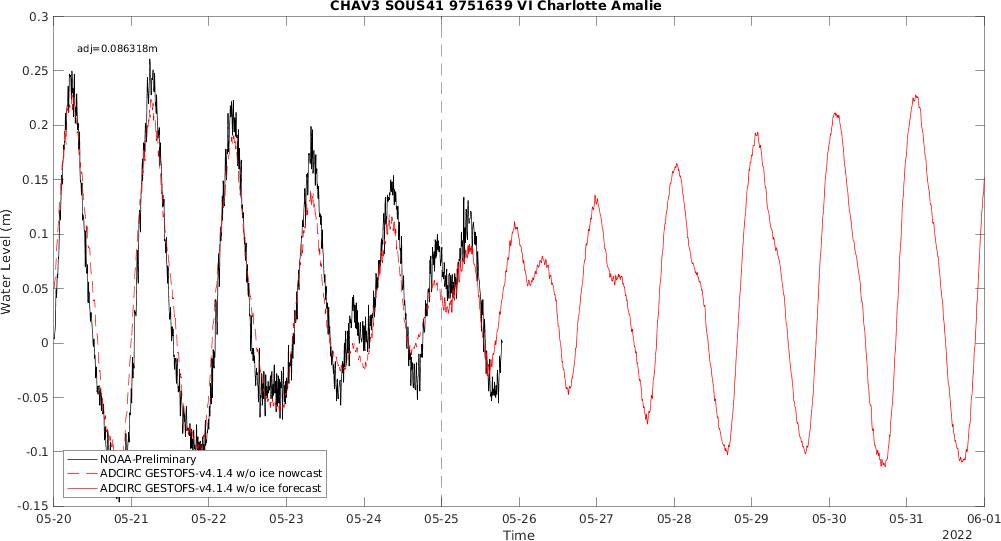 CHAV3 SOUS41 9751639 VI Charlotte Amalie
adj=0.086318m
Water Level (m)
0.3
0.25
0.2
0.15
0.1
0.05
0
-0.05
-0.1
-0.15
NOAA-Preliminary
ADCIRC GESTOFS-v4.1.4 w/o ice nowcast
ADCIRC GESTOFS-v4.1.4 w/o ice forecast
05-20 05-21 05-22 05-23 05-24 05-25 05-26 05-27 05-28 05-29 05-30 05-31 06-01
Time
2022